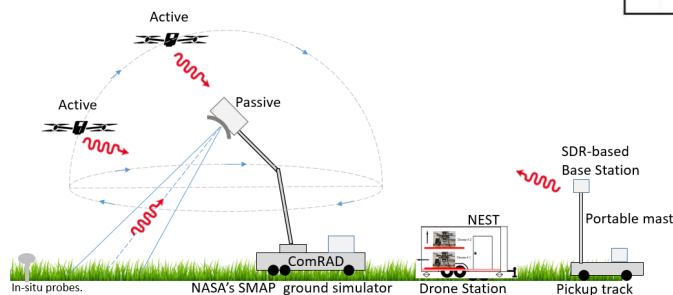 Active
Active
Passive
SDR-based
Base Station
NEST
Portable mast
ComRAD
In-situ probes.
NASA's SMAP ground simulator
Drone Station
Pickup track